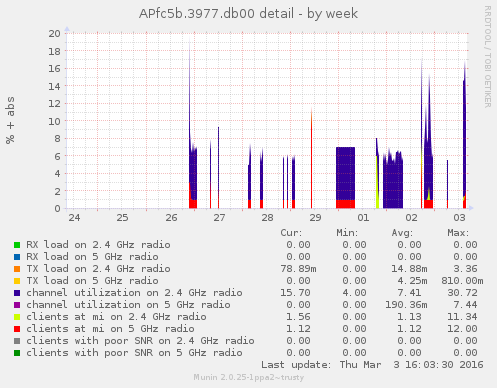 APfc5b.3977.db00 detail - by week
RRDTOOL / TOBI OETIKER
% + abs
20
18
16
14
12
10
8
6
4
2
0
24 25 26 27 28 29 01 02 03
Cur: Min: Avg: Max:
RX load on 2.4 GHz radio 0.00 0.00 0.00 0.00
RX load on 5 GHz radio 0.00 0.00 0.00 0.00
TX load on 2.4 GHz radio 78.89m 0.00 14.88m 3.36
TX load on 5 GHz radio 0.00 0.00 4.25m 810.00m
channel utilization on 2.4 GHz radio 15.70 4.00 7.41 30.72
channel utilization on 5 GHz radio 0.00 0.00 190.36m 7.44
clients at mi on 2.4 GHz radio 1.56 0.00 1.13 11.34
clients at mi on 5 GHz radio 1.12 0.00 1.12 12.00
clients with poor SNR on 2.4 GHz radio 0.00 0.00 0.00 0.00
clients with poor SNR on 5 GHz radio 0.00 0.00 0.00 0.00
Last update: Thu Mar 3 16:03:30 2016
Munin 2.0.25-1ppa2~trusty